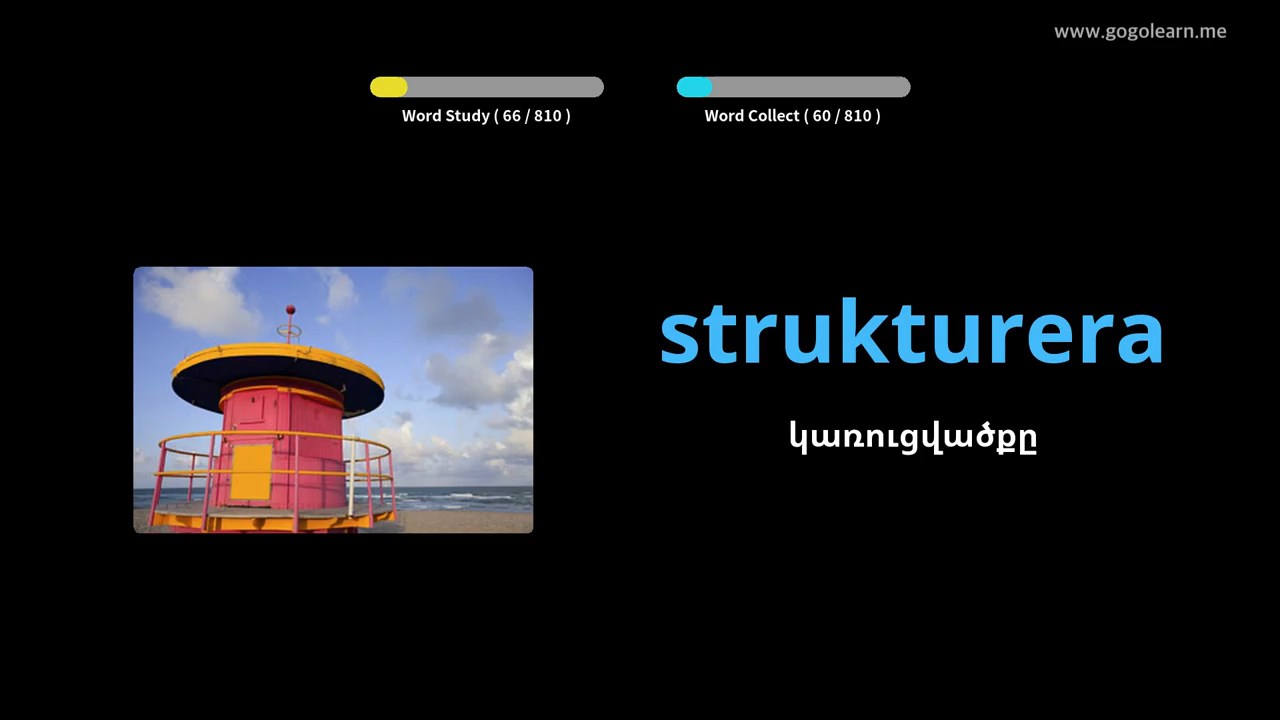 www.gogolearn.me
Word Study ( 66 / 810 )
Word Collect ( 60 / 810 )
strukturera
կառուցվածքը